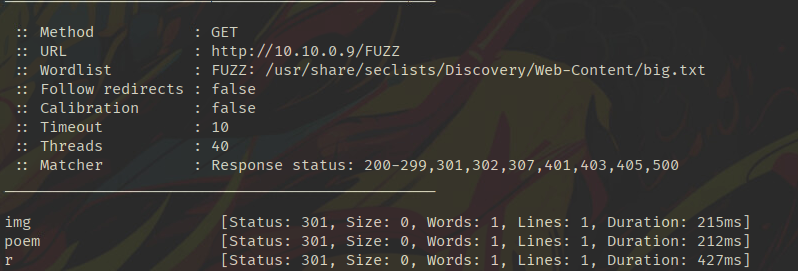 :: Method           : GET
:: URL              : http://10.10.0.9/FUZZ
:: Wordlist         : FUZZ: /usr/share/seclists/Discovery/Web-Content/big.txt
:: Follow redirects : false
:: Calibration      : false
:: Timeout          : 10
:: Threads          : 40
:: Matcher          : Response status: 200-299,301,302,307,401,403,405,500
img                     [Status: 301, Size: 0, Words: 1, Lines: 1, Duration: 215ms]
poem                    [Status: 301, Size: 0, Words: 1, Lines: 1, Duration: 212ms]
r                       [Status: 301, Size: 0, Words: 1, Lines: 1, Duration: 427ms]